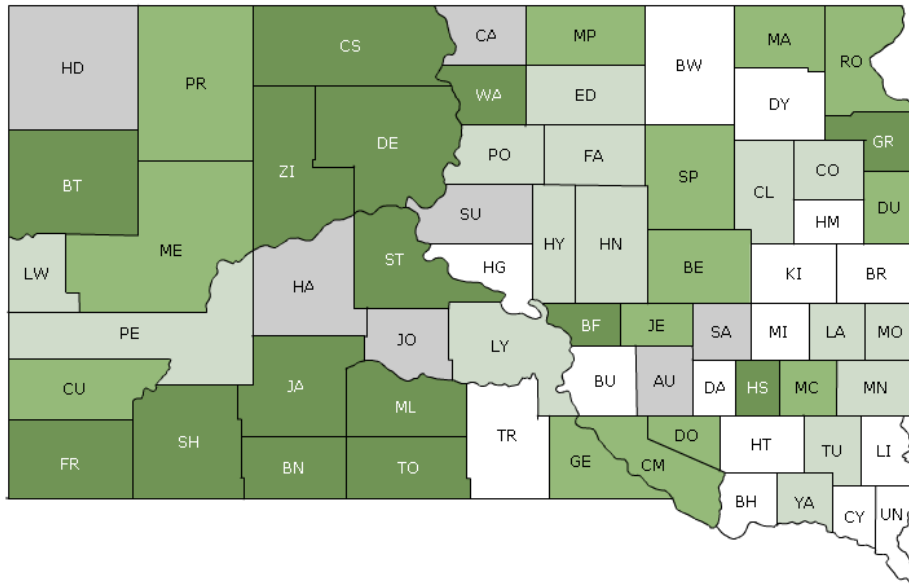 CS CA MP BW MA RO
HD PR WA ED DY
DE PO FA GR
BT ZI SP CL CO
SU HM DU
LW ME ST HY HN
HA HG BE KI BR
PE JO LY BF JE SA MI LA MO
CU JA BU AU DA HS MC MN
ML
FR SH BN TO TR GE CM DO HT TU LI
BH YA CY UN